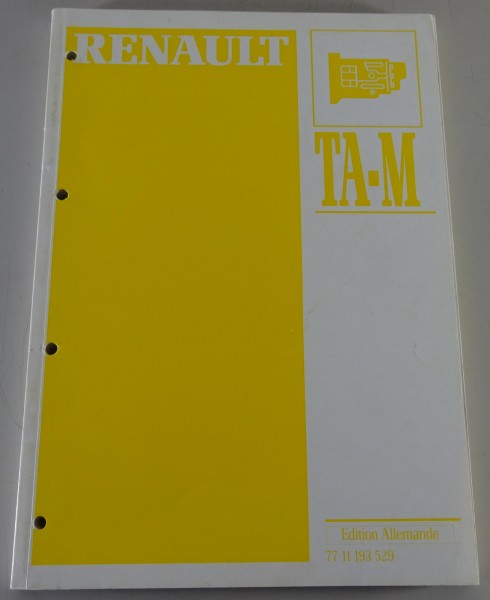 RENAULT
TA-M
Edition Allemande
77 11 193 529